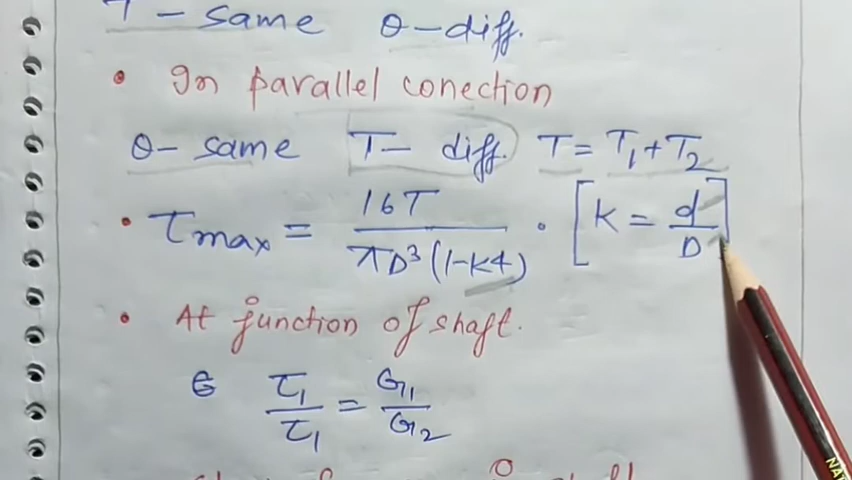 T - same θ - diff.
• In parallel conection
θ - same T - diff. T = T₁ + T₂
• τmax = 16T / πD³(1-K4) · [K = d/D]
• At function of shaft.
G τ₁/τ₁ = G₁/G₂